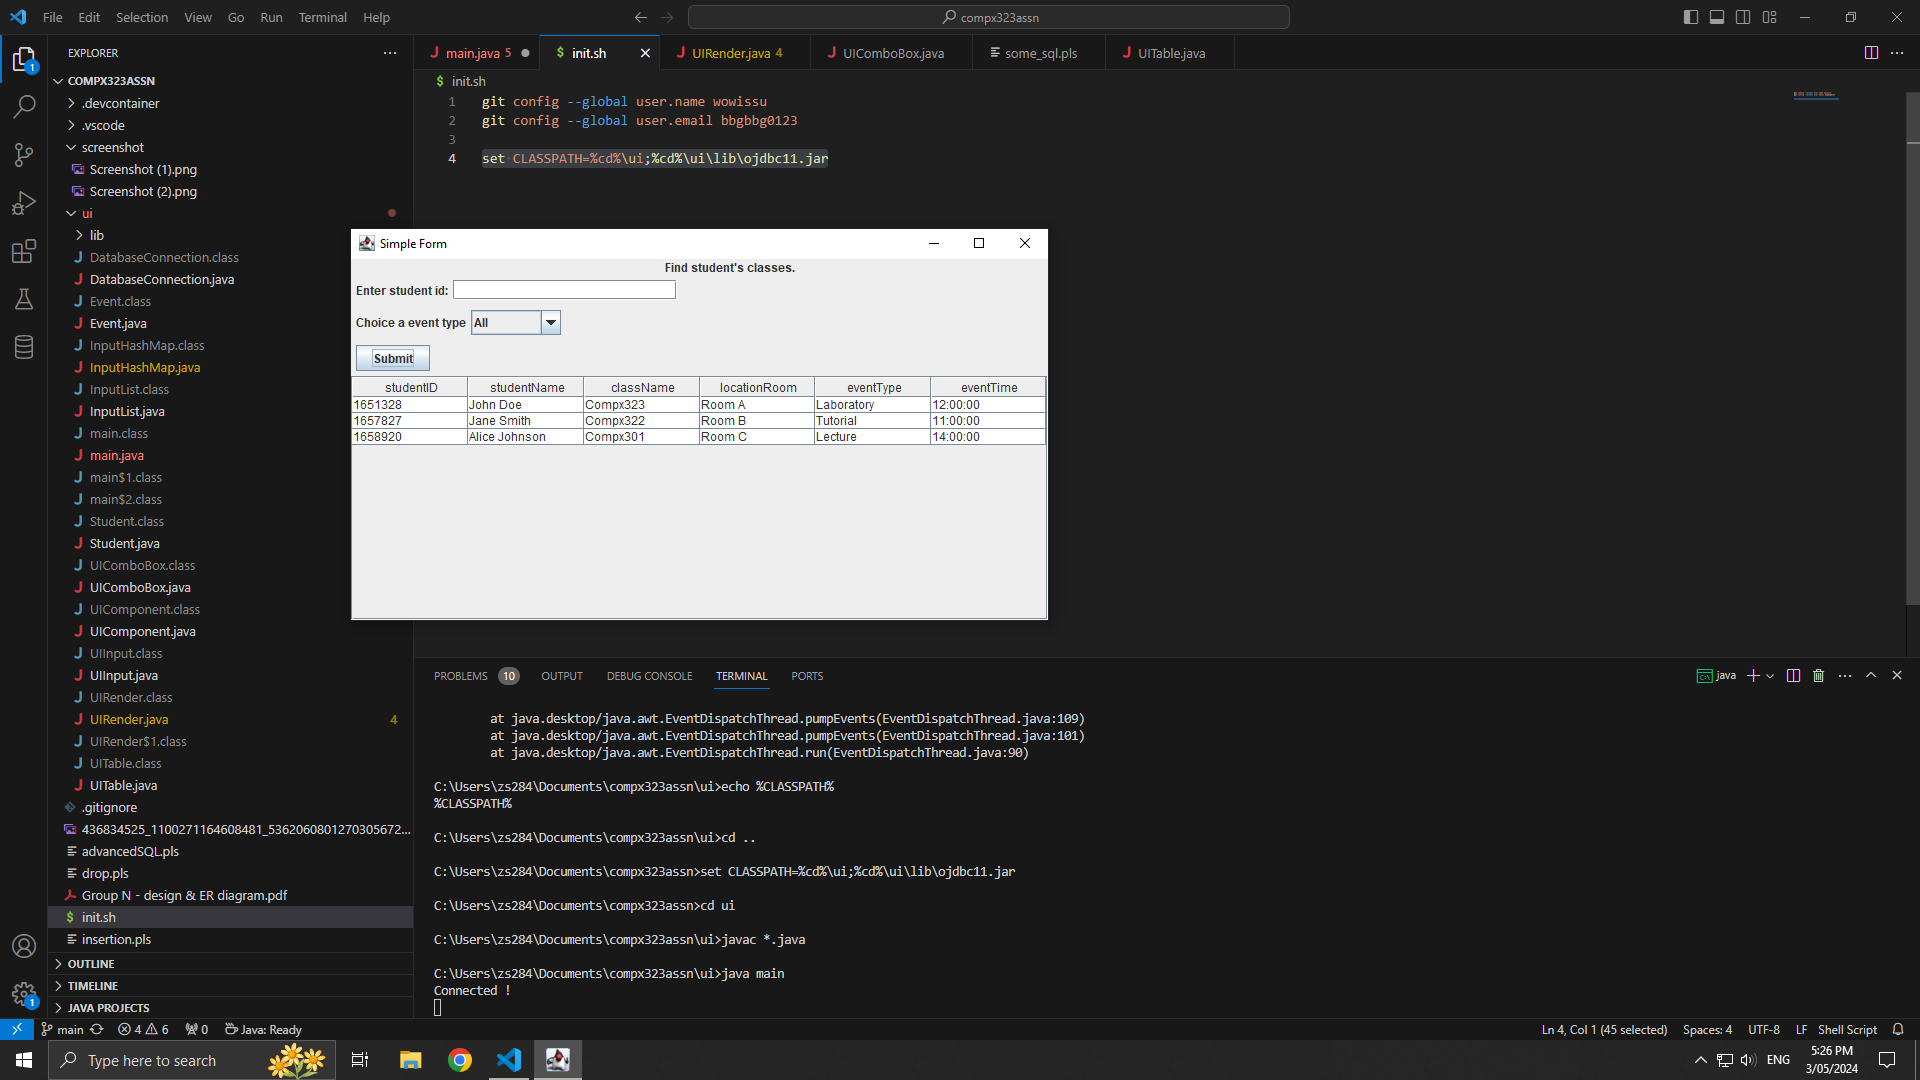 File Edit Selection View Go Run Terminal Help
compx323assn
EXPLORER
COMPX323ASSN
.devcontainer
.vscode
screenshot
Screenshot (1).png
Screenshot (2).png
ui
lib
DatabaseConnection.class
DatabaseConnection.java
Event.class
Event.java
InputHashMap.class
InputHashMap.java
InputList.class
InputList.java
main.class
main.java
main$1.class
main$2.class
Student.class
Student.java
UIComboBox.class
UIComboBox.java
UIComponent.class
UIComponent.java
UIInput.class
UIInput.java
UIRender.class
UIRender.java 4
UIRender$1.class
UITable.class
UITable.java
.gitignore
436834525_1100271164608481_5362060801270305672...
advancedSQL.pls
drop.pls
Group N - design & ER diagram.pdf
init.sh
insertion.pls
OUTLINE
TIMELINE
JAVA PROJECTS
main.java 5
init.sh
UIRender.java 4
UIComboBox.java
some_sql.pls
UITable.java
$ init.sh
1 git config --global user.name wowissu
2 git config --global user.email bbgbbg0123
3
4 set CLASSPATH=%cd%\ui;%cd%\ui\lib\ojdbc11.jar
Simple Form
Find student's classes.
Enter student id:
Choice a event type All
Submit
studentID studentName className locationRoom eventType eventTime
1651328 John Doe Compx323 Room A Laboratory 12:00:00
1657827 Jane Smith Compx322 Room B Tutorial 11:00:00
1658920 Alice Johnson Compx301 Room C Lecture 14:00:00
PROBLEMS 10 OUTPUT DEBUG CONSOLE TERMINAL PORTS
java
at java.desktop/java.awt.EventDispatchThread.pumpEvents(EventDispatchThread.java:109)
at java.desktop/java.awt.EventDispatchThread.pumpEvents(EventDispatchThread.java:101)
at java.desktop/java.awt.EventDispatchThread.run(EventDispatchThread.java:90)
C:\Users\zs284\Documents\compx323assn\ui>echo %CLASSPATH%
%CLASSPATH%
C:\Users\zs284\Documents\compx323assn\ui>cd ..
C:\Users\zs284\Documents\compx323assn>set CLASSPATH=%cd%\ui;%cd%\ui\lib\ojdbc11.jar
C:\Users\zs284\Documents\compx323assn>cd ui
C:\Users\zs284\Documents\compx323assn\ui>javac *.java
C:\Users\zs284\Documents\compx323assn\ui>java main
Connected !
main 4 6 0 Java: Ready
Ln 4, Col 1 (45 selected) Spaces: 4 UTF-8 LF Shell Script
Type here to search
ENG
5:26 PM
3/05/2024